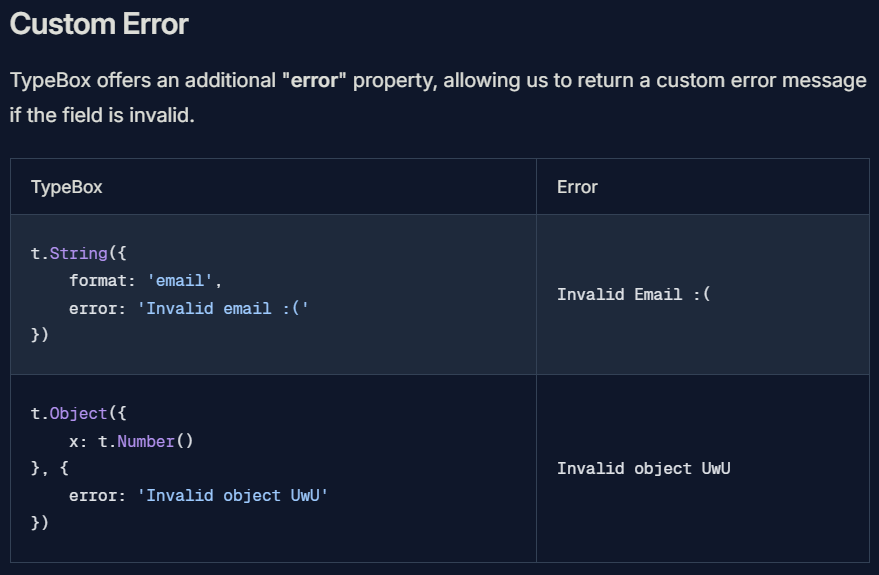 Custom Error
TypeBox offers an additional "error" property, allowing us to return a custom error message
if the field is invalid.
TypeBox
Error
t.String({
    format: 'email',
    error: 'Invalid email :('
})
Invalid Email :(
t.Object({
    x: t.Number()
}, {
    error: 'Invalid object UwU'
})
Invalid object UwU